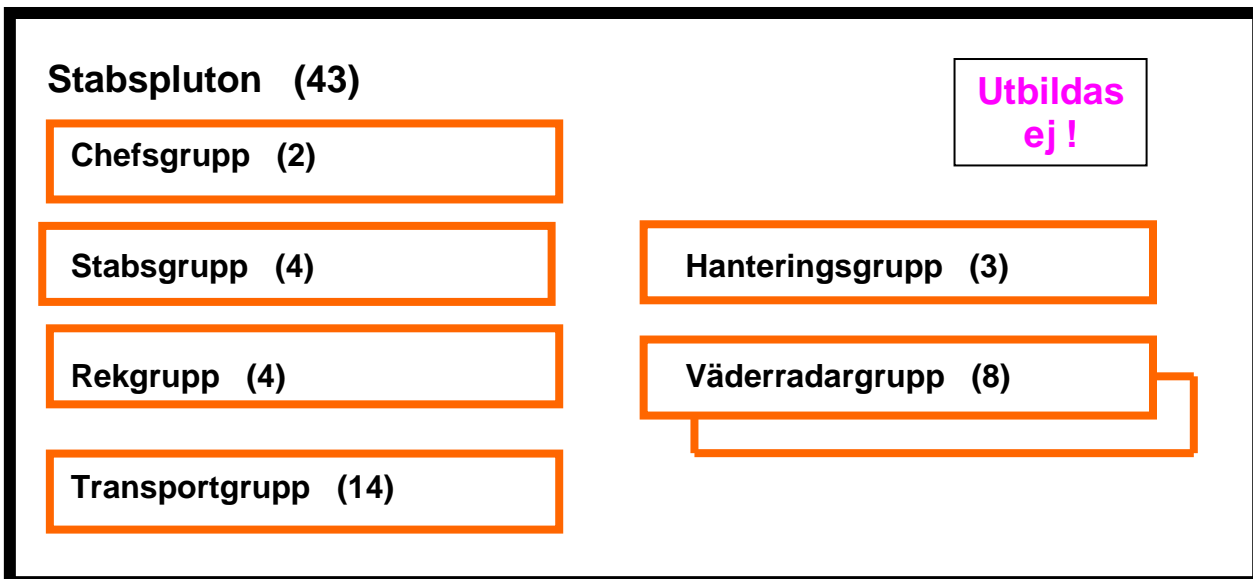 Stabspluton (43)
Utbildas
ej !
Chefsgrupp (2)
Stabsgrupp (4)
Hanteringsgrupp (3)
Rekgrupp (4)
Väderradargrupp (8)
Transportgrupp (14)